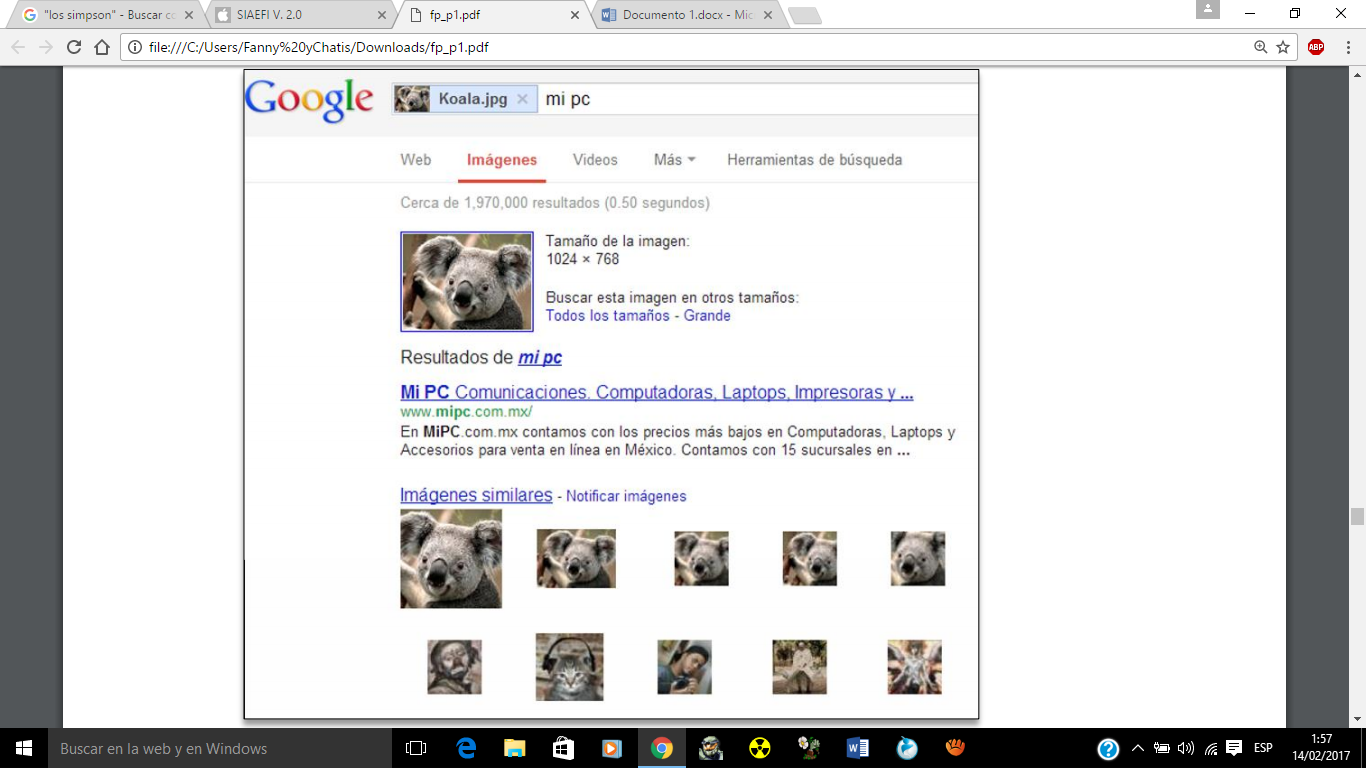 "los simpson" - Buscar co
SIAEFI V. 2.0
fp_p1.pdf
Documento 1.docx - Mic
file:///C:/Users/Fanny%20yChatis/Downloads/fp_p1.pdf
ABP
Google
Koala.jpg × mi pc
Web Imágenes Videos Más Herramientas de búsqueda
Cerca de 1,970,000 resultados (0.50 segundos)
Tamaño de la imagen:
1024 × 768
Buscar esta imagen en otros tamaños:
Todos los tamaños - Grande
Resultados de mi pc
Mi PC Comunicaciones. Computadoras, Laptops, Impresoras y ...
www.mipc.com.mx/
En MiPC.com.mx contamos con los precios más bajos en Computadoras, Laptops y
Accesorios para venta en línea en México. Contamos con 15 sucursales en ...
Imágenes similares - Notificar imágenes
Buscar en la web y en Windows
ESP
1:57
14/02/2017